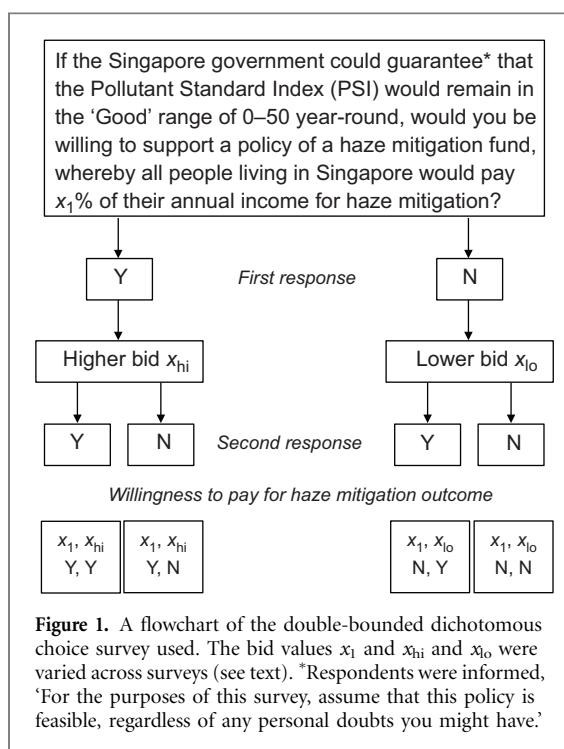 If the Singapore government could guarantee* that
the Pollutant Standard Index (PSI) would remain in
the ‘Good’ range of 0–50 year-round, would you be
willing to support a policy of a haze mitigation fund,
whereby all people living in Singapore would pay
x₁% of their annual income for haze mitigation?
Y First response N
Higher bid xhi Lower bid xlo
Y N Second response Y N
Willingness to pay for haze mitigation outcome
x₁, xhi x₁, xhi x₁, xlo x₁, xlo
Y, Y Y, N N, Y N, N
Figure 1. A flowchart of the double-bounded dichotomous
choice survey used. The bid values x₁ and xhi and xlo were
varied across surveys (see text). *Respondents were informed,
‘For the purposes of this survey, assume that this policy is
feasible, regardless of any personal doubts you might have.’